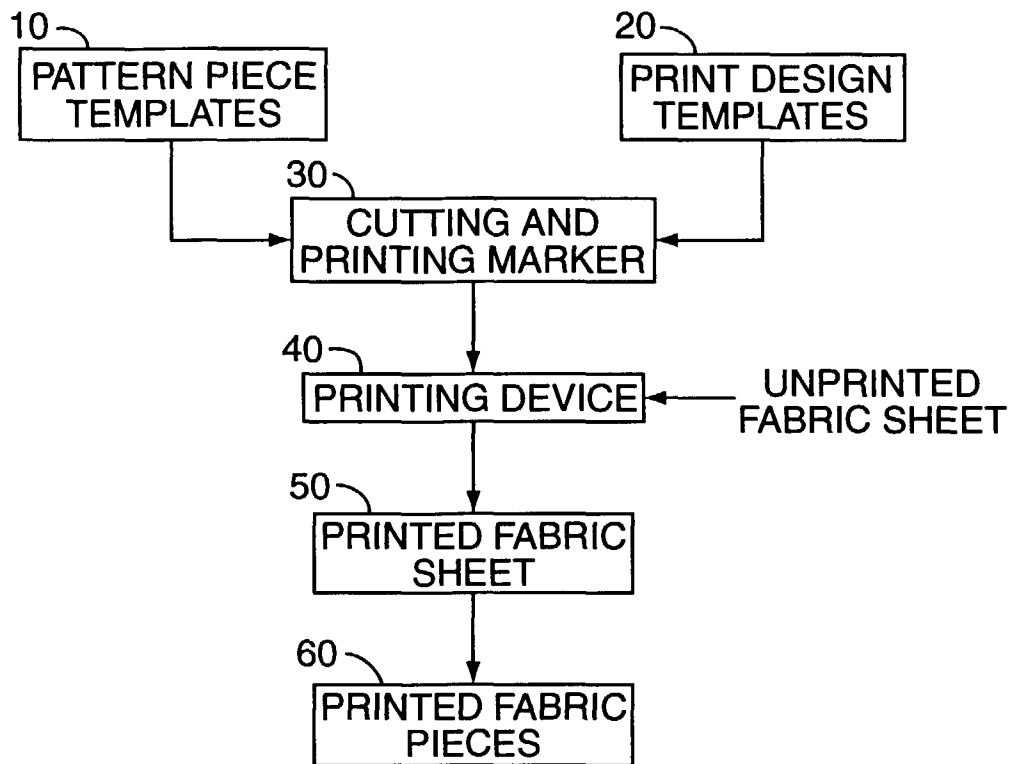 10
PATTERN PIECE
TEMPLATES
20
PRINT DESIGN
TEMPLATES
30
CUTTING AND
PRINTING MARKER
40
PRINTING DEVICE
UNPRINTED
FABRIC SHEET
50
PRINTED FABRIC
SHEET
60
PRINTED FABRIC
PIECES